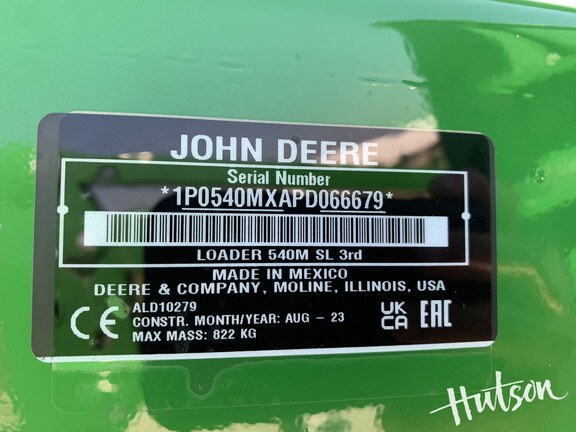 JOHN DEERE
Serial Number
*1P0540MXAPD066679*
LOADER 540M SL 3rd
MADE IN MEXICO
DEERE & COMPANY, MOLINE, ILLINOIS, USA
CE
ALD10279
CONSTR. MONTH/YEAR: AUG - 23
MAX MASS: 822 KG
UK
CA
EAC
Hutson